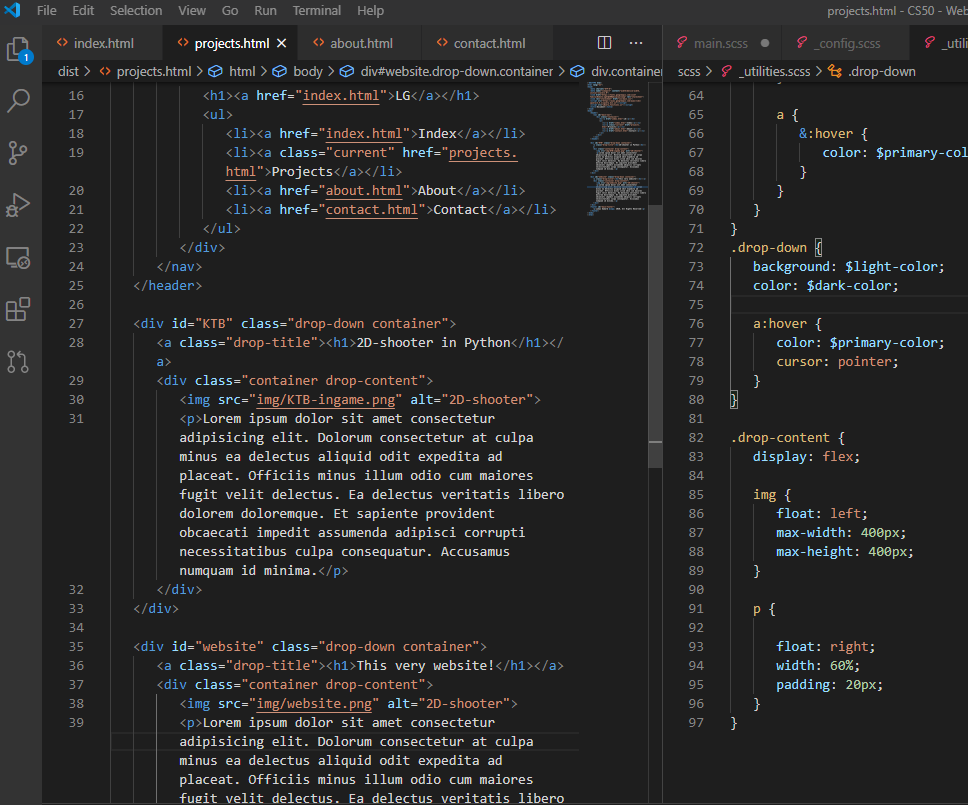 File Edit Selection View Go Run Terminal Help projects.html - CS50 - Web
index.html projects.html about.html contact.html main.scss _config.scss _utili
dist > projects.html > html > body > div#website.drop-down.container > div.container
scss > _utilities.scss > .drop-down
1
16 <h1><a href="index.html">LG</a></h1>
17 <ul>
18 <li><a href="index.html">Index</a></li>
19 <li><a class="current" href="projects.
html">Projects</a></li>
20 <li><a href="about.html">About</a></li>
21 <li><a href="contact.html">Contact</a></li>
22 </ul>
23 </div>
24 </nav>
25 </header>
26
27 <div id="KTB" class="drop-down container">
28 <a class="drop-title"><h1>2D-shooter in Python</h1></
a>
29 <div class="container drop-content">
30 <img src="img/KTB-ingame.png" alt="2D-shooter">
31 <p>Lorem ipsum dolor sit amet consectetur
adipisicing elit. Dolorum consectetur at culpa
minus ea delectus aliquid odit expedita ad
placeat. Officiis minus illum odio cum maiores
fugit velit delectus. Ea delectus veritatis libero
dolorem doloremque. Et sapiente provident
obcaecati impedit assumenda adipisci corrupti
necessitatibus culpa consequatur. Accusamus
numquam id minima.</p>
32 </div>
33 </div>
34
35 <div id="website" class="drop-down container">
36 <a class="drop-title"><h1>This very website!</h1></a>
37 <div class="container drop-content">
38 <img src="img/website.png" alt="2D-shooter">
39 <p>Lorem ipsum dolor sit amet consectetur
adipisicing elit. Dolorum consectetur at culpa
minus ea delectus aliquid odit expedita ad
placeat. Officiis minus illum odio cum maiores
fugit velit delectus. Ea delectus veritatis libero
64
65 a {
66 &:hover {
67 color: $primary-col
68 }
69 }
70 }
71 }
72 .drop-down {
73 background: $light-color;
74 color: $dark-color;
75
76 a:hover {
77 color: $primary-color;
78 cursor: pointer;
79 }
80 }
81
82 .drop-content {
83 display: flex;
84
85 img {
86 float: left;
87 max-width: 400px;
88 max-height: 400px;
89 }
90
91 p {
92
93 float: right;
94 width: 60%;
95 padding: 20px;
96 }
97 }